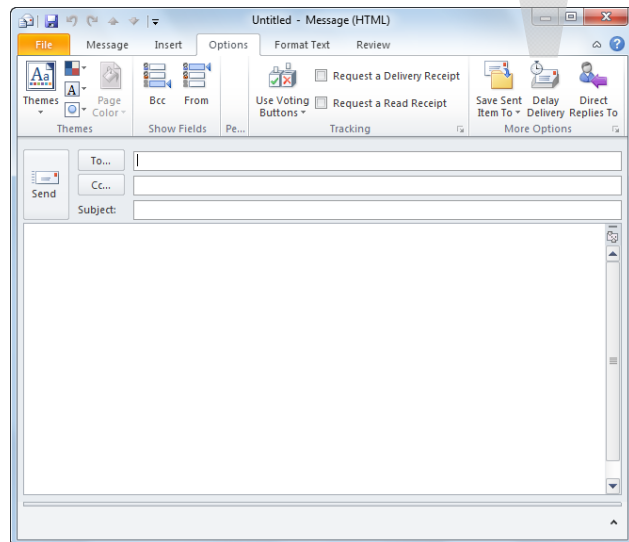 Untitled - Message (HTML)
File Message Insert Options Format Text Review
Aa
A
Themes
Page Color
Bcc
From
Use Voting Buttons
Request a Delivery Receipt
Request a Read Receipt
Save Sent Item To
Delay Delivery
Direct Replies To
Themes Show Fields Pe... Tracking More Options
To...
Cc...
Send
Subject: